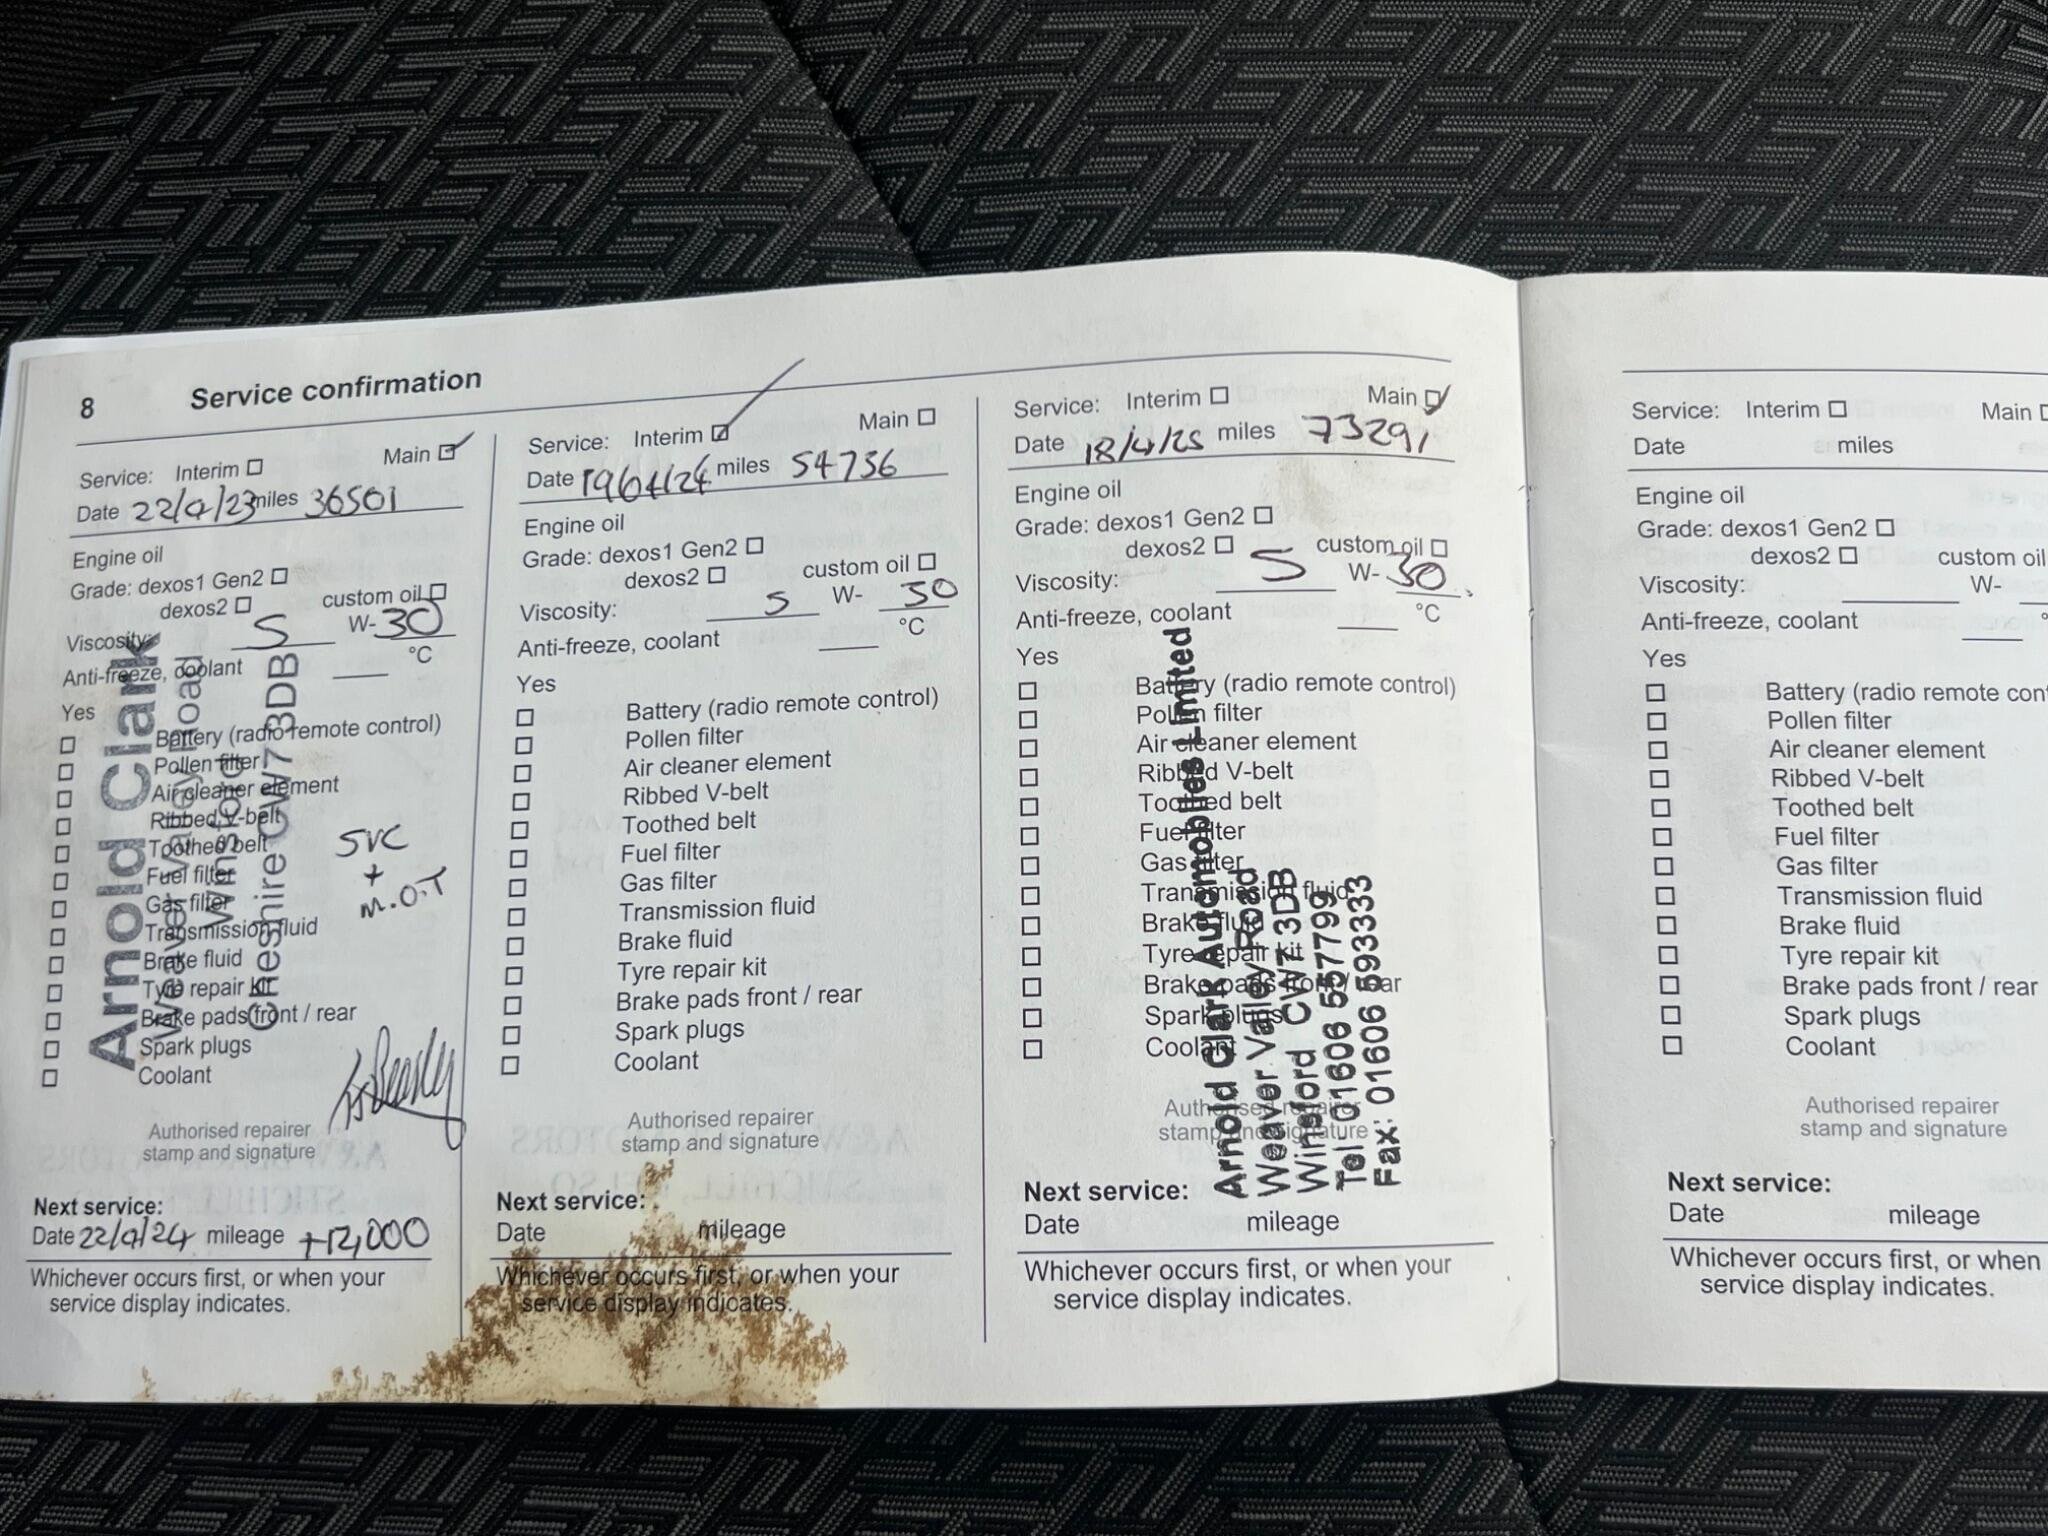 8 Service confirmation
Service: Interim Main
Date 22/9/23 miles 36501
Engine oil
Grade: dexos1 Gen2
dexos2 custom oil
Viscosity: 5 W-30
Anti-freeze, coolant °C
Yes
Battery (radio remote control)
Pollen filter
Air cleaner element
Ribbed V-belt
Toothed belt
Fuel filter
Gas filter
Transmission fluid
Brake fluid
Tyre repair kit
Brake pads front / rear
Spark plugs
Coolant
SVC
+
M.O.T
Arnold Clark
Weaver Valley Road
Winsford
Cheshire CW7 3DB
Authorised repairer
stamp and signature
Next service:
Date 22/9/24 mileage +12,000
Whichever occurs first, or when your
service display indicates.
Service: Interim Main
Date miles 54736
Engine oil
Grade: dexos1 Gen2
dexos2 custom oil
Viscosity: 5 W- 30
Anti-freeze, coolant °C
Yes
Battery (radio remote control)
Pollen filter
Air cleaner element
Ribbed V-belt
Toothed belt
Fuel filter
Gas filter
Transmission fluid
Brake fluid
Tyre repair kit
Brake pads front / rear
Spark plugs
Coolant
Authorised repairer
stamp and signature
Next service:
Date mileage
Whichever occurs first, or when your
service display indicates.
Service: Interim Main
Date 18/4/25 miles 73291
Engine oil
Grade: dexos1 Gen2
dexos2 custom oil
Viscosity: 5 W- 30
Anti-freeze, coolant °C
Yes
Battery (radio remote control)
Pollen filter
Air cleaner element
Ribbed V-belt
Toothed belt
Fuel filter
Gas filter
Transmission fluid
Brake fluid
Tyre repair kit
Brake pads front / rear
Spark plugs
Coolant
Arnold Clark Automobiles Limited
Weaver Valley Road
Winsford CW7 3DB
Tel: 01606 557799
Fax: 01606 593333
Authorised repairer
stamp and signature
Next service:
Date mileage
Whichever occurs first, or when your
service display indicates.
Service: Interim Main
Date miles
Engine oil
Grade: dexos1 Gen2
dexos2 custom oil
Viscosity: W-
Anti-freeze, coolant
Yes
Battery (radio remote
Pollen filter
Air cleaner element
Ribbed V-belt
Toothed belt
Fuel filter
Gas filter
Transmission fluid
Brake fluid
Tyre repair kit
Brake pads front / rear
Spark plugs
Coolant
Authorised repairer
stamp and signature
Next service:
Date mileage
Whichever occurs first, or when
service display indicates.